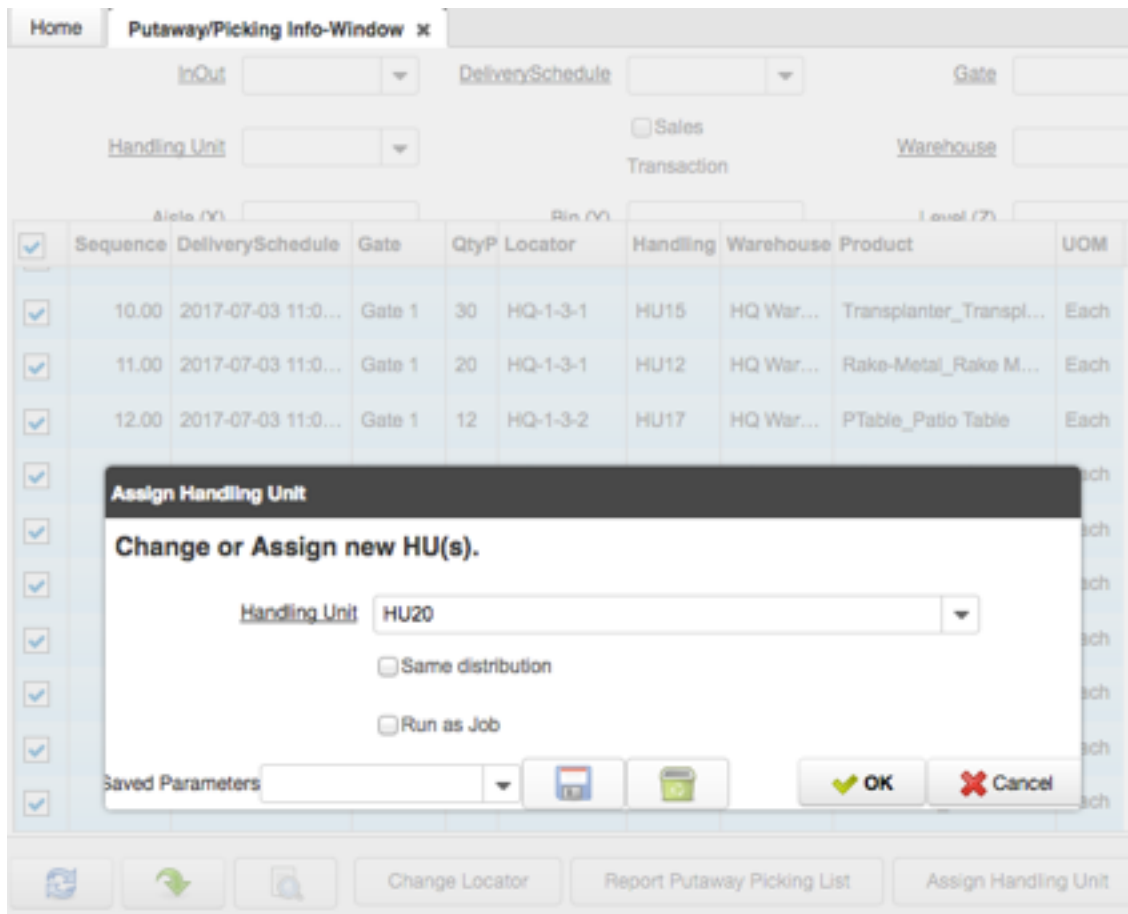 Home Putaway/Picking Info-Window x
InOut DeliverySchedule Gate
Handling Unit Sales Transaction Warehouse
Aisle (X) Bin (Y) Level (Z)
Sequence DeliverySchedule Gate QtyP Locator Handling Warehouse Product UOM
10.00 2017-07-03 11:0... Gate 1 30 HQ-1-3-1 HU15 HQ War... Transplanter_Transpl... Each
11.00 2017-07-03 11:0... Gate 1 20 HQ-1-3-1 HU12 HQ War... Rake-Metal_Rake M... Each
12.00 2017-07-03 11:0... Gate 1 12 HQ-1-3-2 HU17 HQ War... PTable_Patio Table Each
Assign Handling Unit
Change or Assign new HU(s).
Handling Unit HU20
Same distribution
Run as Job
Saved Parameters OK Cancel
Change Locator Report Putaway Picking List Assign Handling Unit